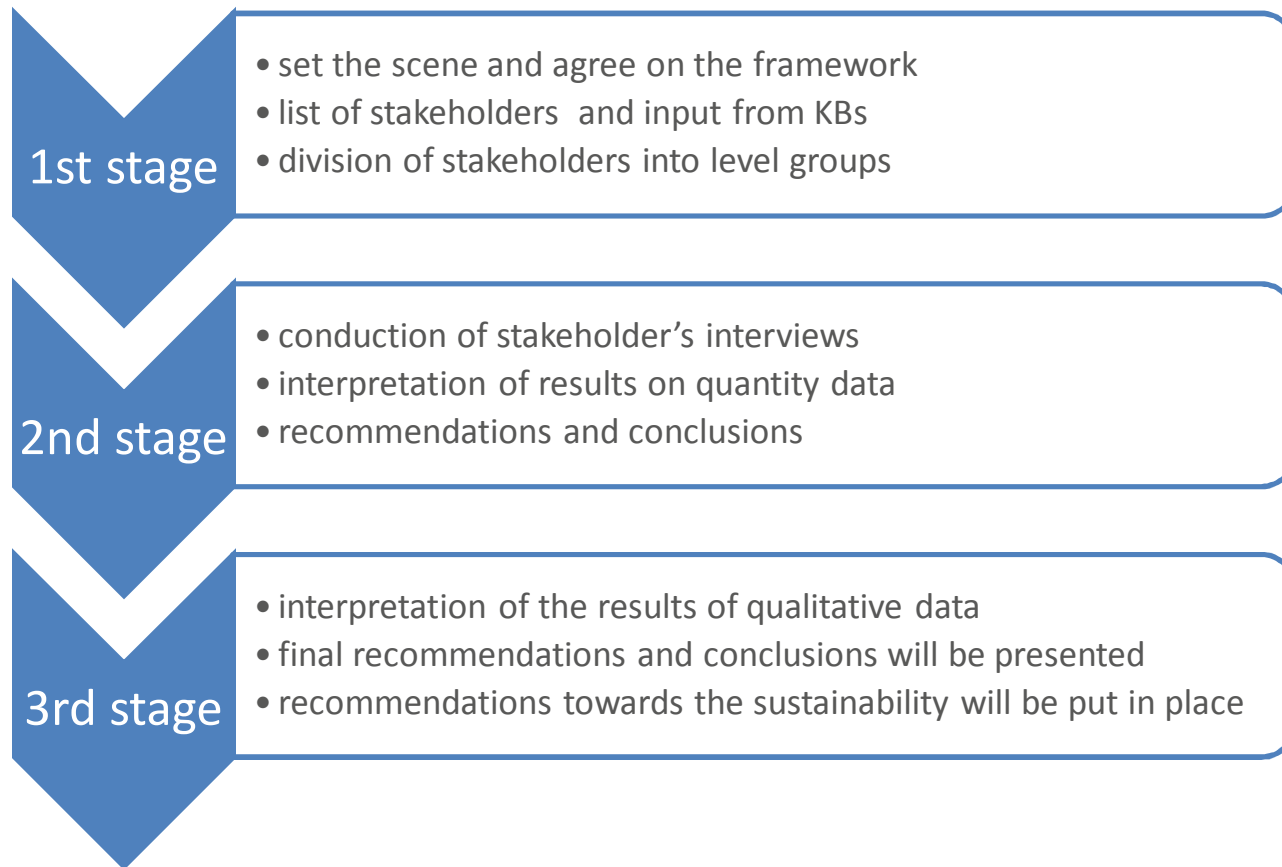 1st stage
• set the scene and agree on the framework
• list of stakeholders  and input from KBs
• division of stakeholders into level groups
2nd stage
• conduction of stakeholder’s interviews
• interpretation of results on quantity data
• recommendations and conclusions
3rd stage
• interpretation of the results of qualitative data
• final recommendations and conclusions will be presented
• recommendations towards the sustainability will be put in place